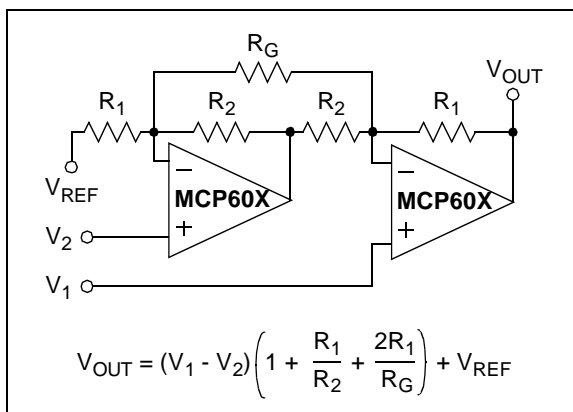 R_G
V_OUT
R_1 R_2 R_2 R_1
V_REF
− MCP60X +
− MCP60X +
V_2
V_1
V_OUT = (V_1 - V_2) (1 + R_1/R_2 + 2R_1/R_G) + V_REF